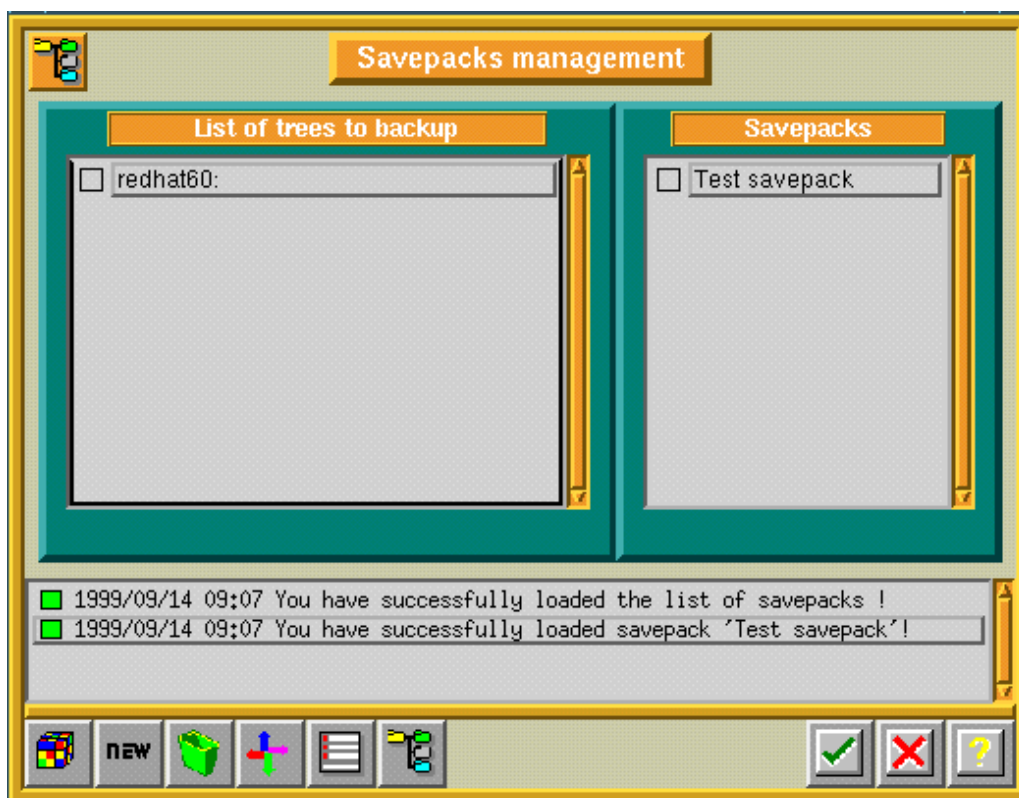 Savepacks management
List of trees to backup
Savepacks
redhat60:
Test savepack
1999/09/14 09:07 You have successfully loaded the list of savepacks !
1999/09/14 09:07 You have successfully loaded savepack 'Test savepack'!
new
?